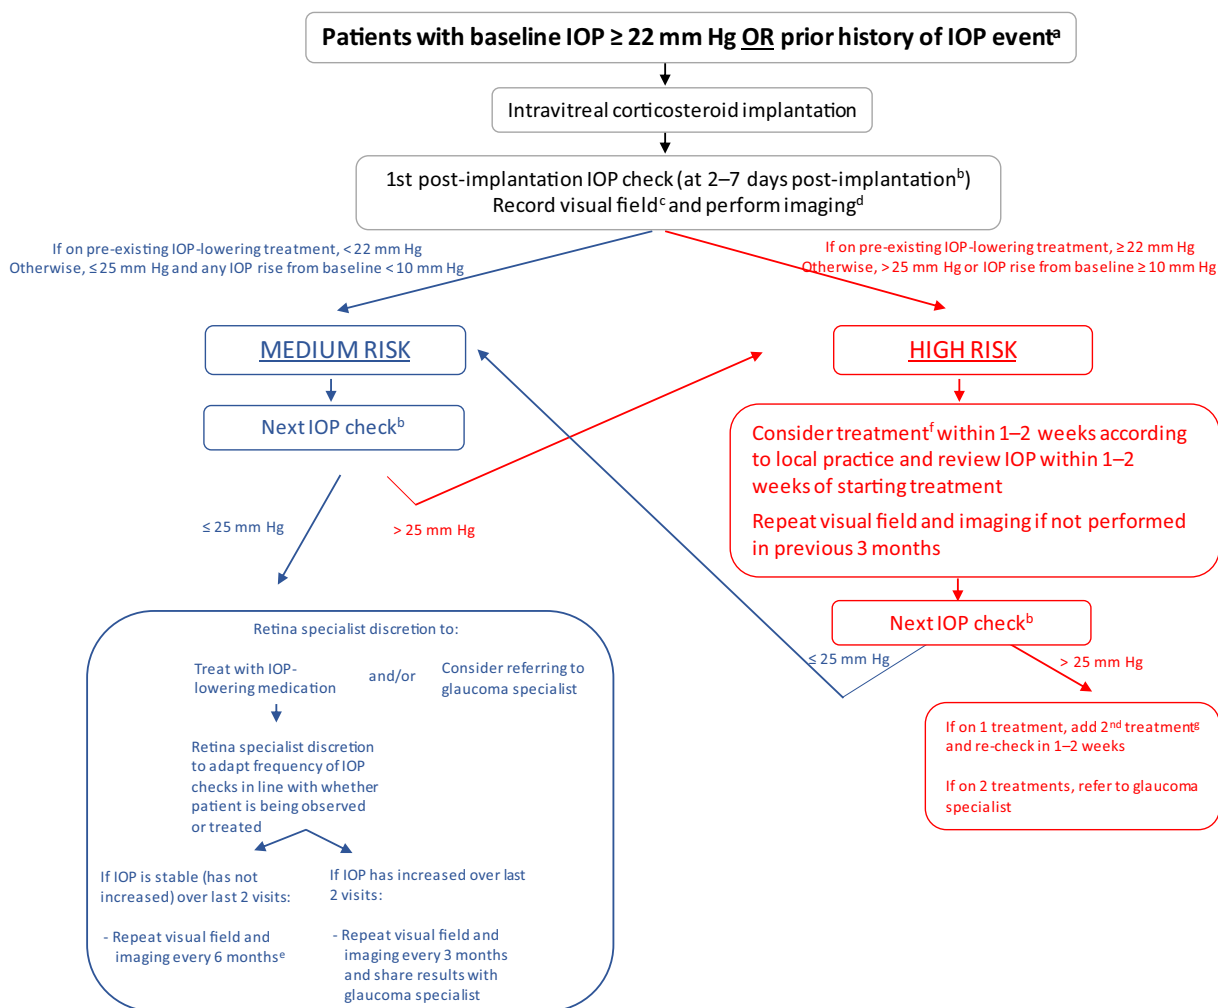 Patients with baseline IOP ≥ 22 mm Hg OR prior history of IOP eventᵃ
Intravitreal corticosteroid implantation
1st post-implantation IOP check (at 2–7 days post-implantationᵇ)
Record visual fieldᶜ and perform imagingᵈ
If on pre-existing IOP-lowering treatment, < 22 mm Hg
Otherwise, ≤ 25 mm Hg and any IOP rise from baseline < 10 mm Hg
If on pre-existing IOP-lowering treatment, ≥ 22 mm Hg
Otherwise, > 25 mm Hg or IOP rise from baseline ≥ 10 mm Hg
MEDIUM RISK
Next IOP checkᵇ
≤ 25 mm Hg
> 25 mm Hg
HIGH RISK
Consider treatmentᶠ within 1–2 weeks according
to local practice and review IOP within 1–2
weeks of starting treatment
Repeat visual field and imaging if not performed
in previous 3 months
Next IOP checkᵇ
≤ 25 mm Hg
> 25 mm Hg
If on 1 treatment, add 2ⁿᵈ treatmentᵍ
and re-check in 1–2 weeks
If on 2 treatments, refer to glaucoma
specialist
Retina specialist discretion to:
Treat with IOP-
lowering medication
and/or
Consider referring to
glaucoma specialist
Retina specialist discretion
to adapt frequency of IOP
checks in line with whether
patient is being observed
or treated
If IOP is stable (has not
increased) over last 2 visits:
- Repeat visual field and
imaging every 6 monthsᵉ
If IOP has increased over last
2 visits:
- Repeat visual field and
imaging every 3 months
and share results with
glaucoma specialist